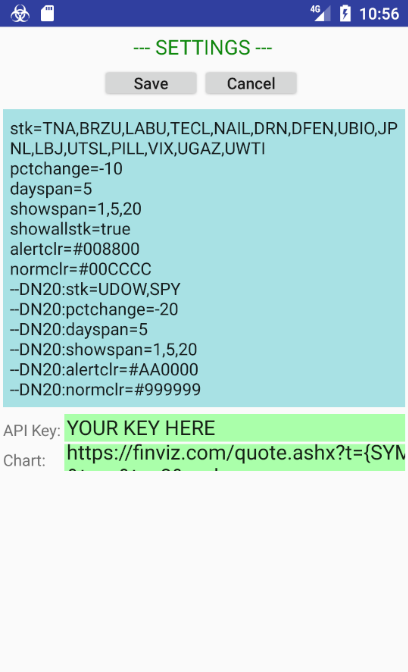 4G
10:56
--- SETTINGS ---
Save
Cancel
stk=TNA,BRZU,LABU,TECL,NAIL,DRN,DFEN,UBIO,JP
NL,LBJ,UTSL,PILL,VIX,UGAZ,UWTI
pctchange=-10
dayspan=5
showspan=1,5,20
showallstk=true
alertclr=#008800
normclr=#00CCCC
--DN20:stk=UDOW,SPY
--DN20:pctchange=-20
--DN20:dayspan=5
--DN20:showspan=1,5,20
--DN20:alertclr=#AA0000
--DN20:normclr=#999999
API Key: YOUR KEY HERE
Chart: https://finviz.com/quote.ashx?t={SYM